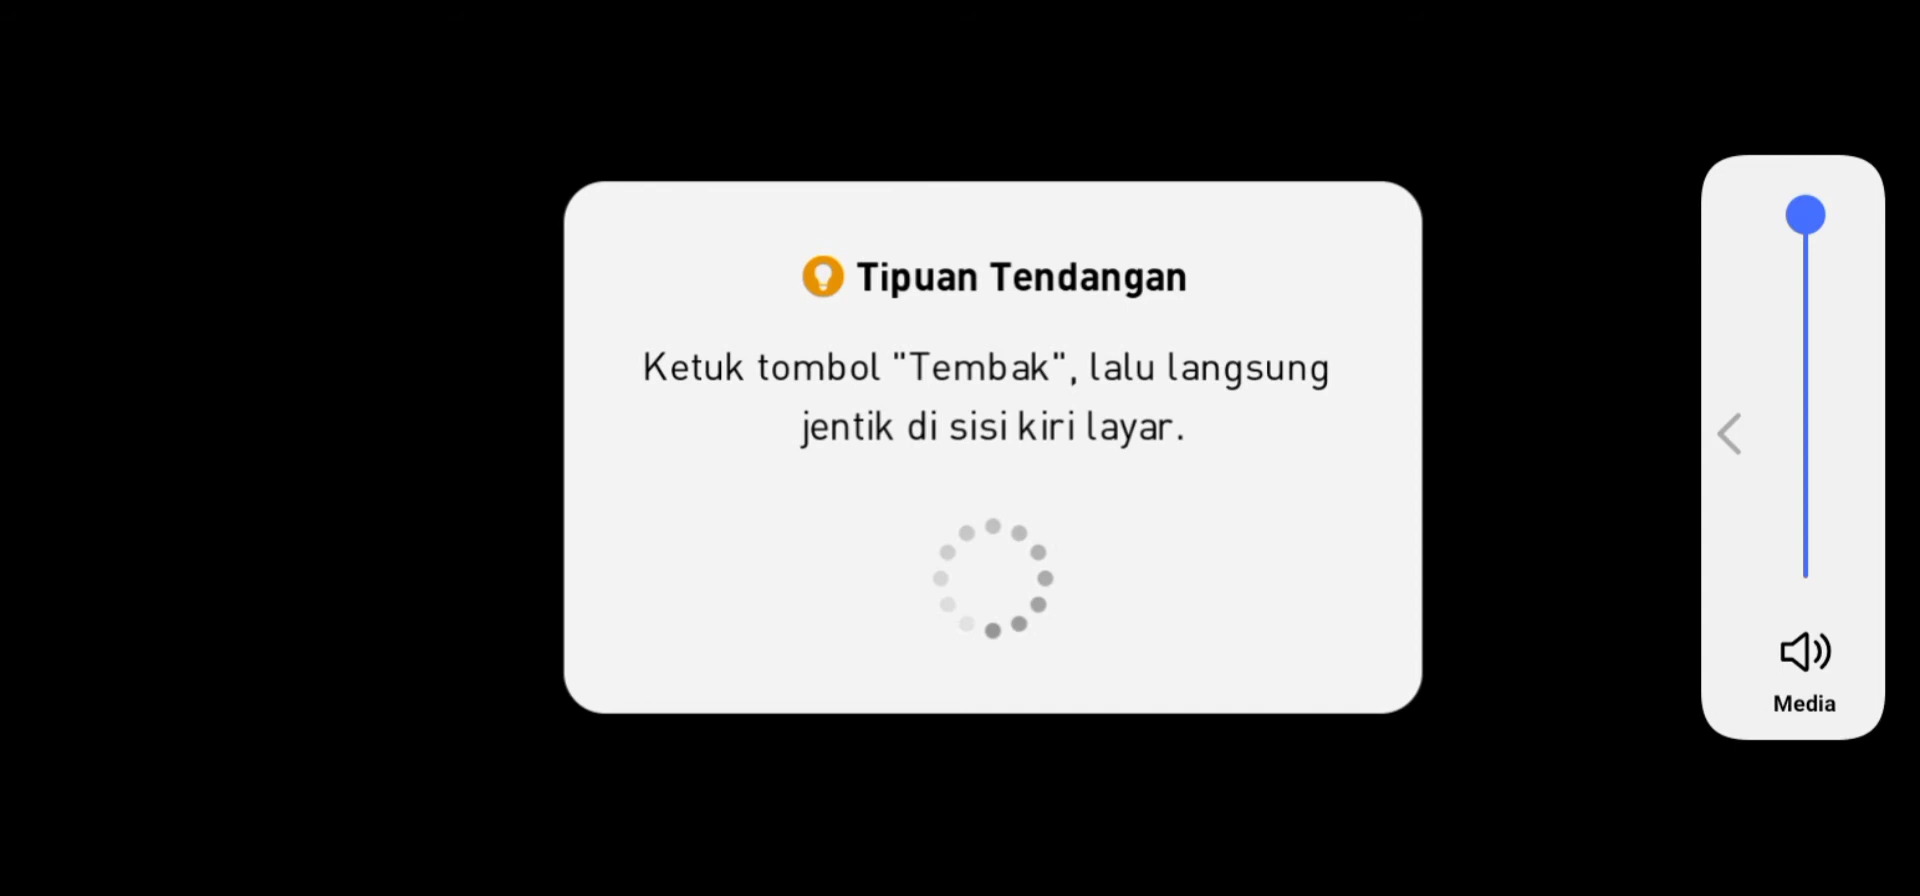 Tipuan Tendangan
Ketuk tombol "Tembak", lalu langsung
jentik di sisi kiri layar.
Media